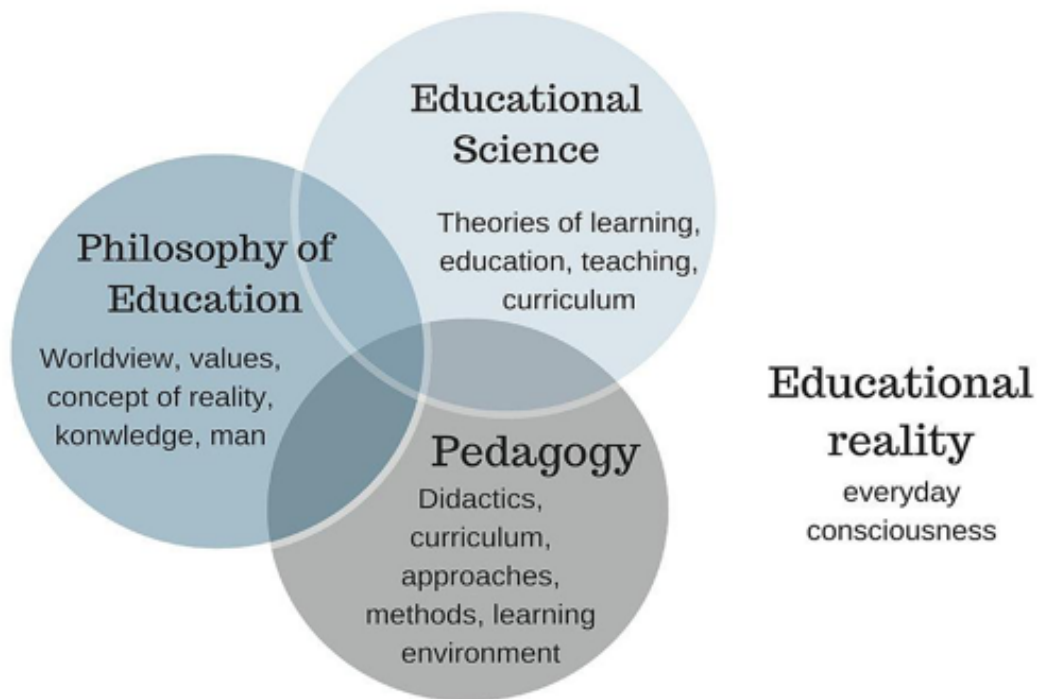 Educational
Science
Theories of learning,
education, teaching,
curriculum
Philosophy of
Education
Worldview, values,
concept of reality,
konwledge, man
Pedagogy
Didactics,
curriculum,
approaches,
methods, learning
environment
Educational
reality
everyday
consciousness